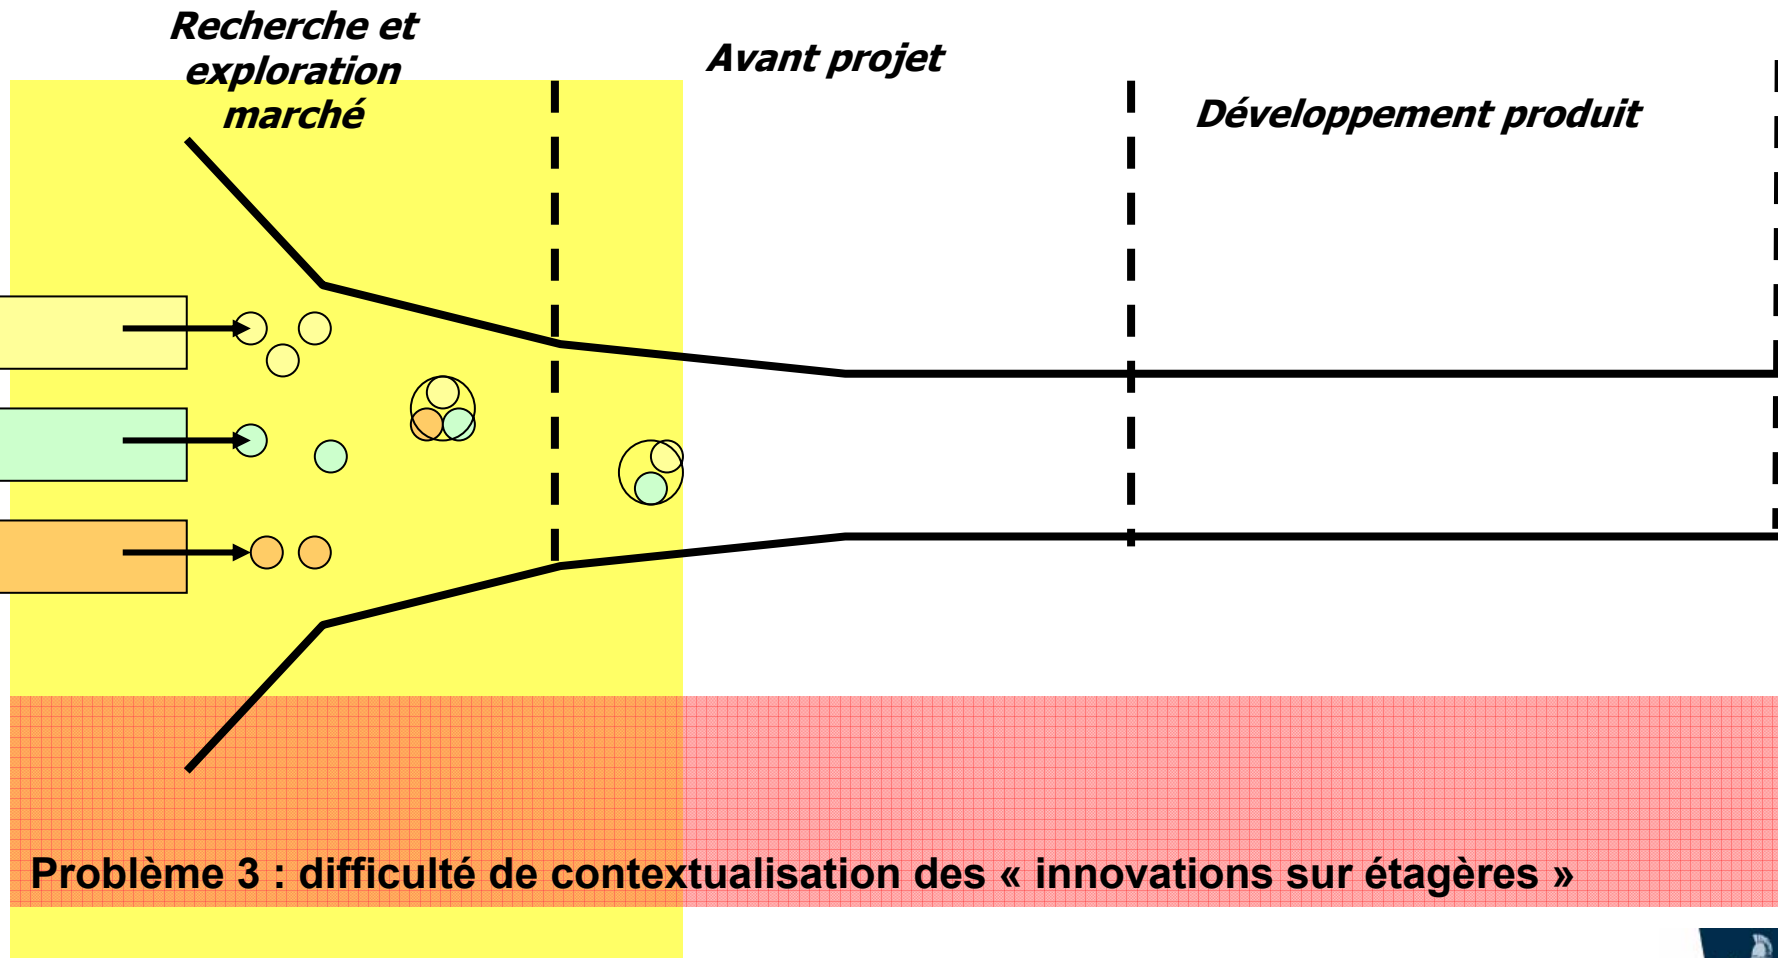 Recherche et
exploration
marché
Avant projet
Développement produit
Problème 3 : difficulté de contextualisation des « innovations sur étagères »